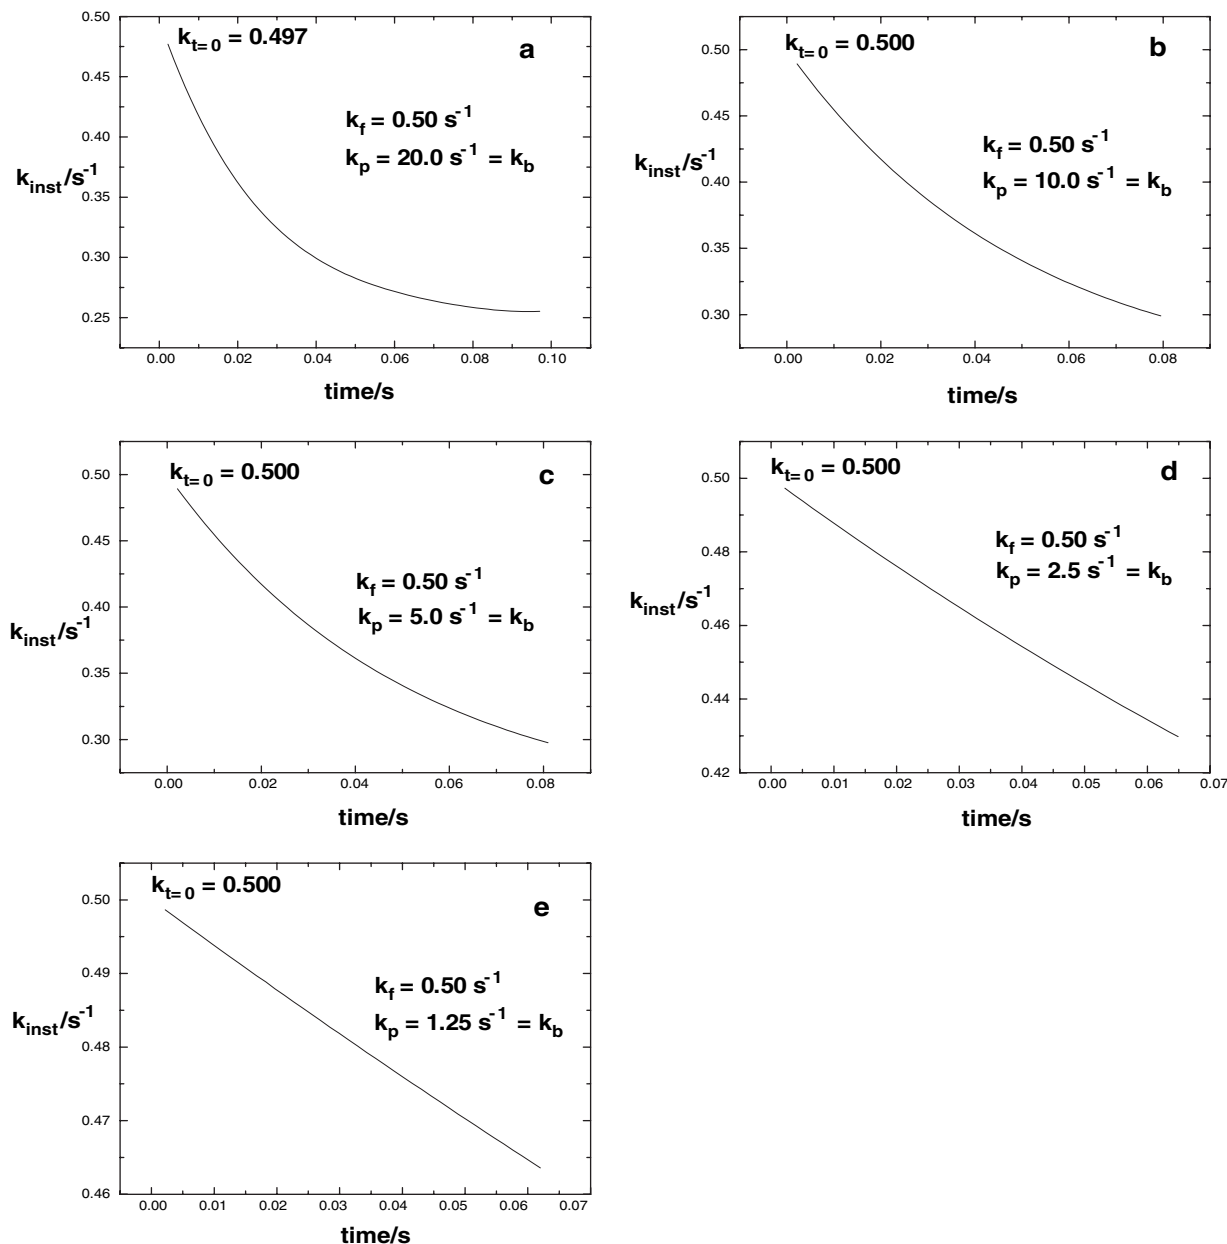 0.50
0.45
0.40
0.35
0.30
0.25
k_inst/s⁻¹
k_t=0 = 0.497
a
k_f = 0.50 s⁻¹
k_p = 20.0 s⁻¹ = k_b
0.00 0.02 0.04 0.06 0.08 0.10
time/s
0.50
0.45
0.40
0.35
0.30
k_inst/s⁻¹
k_t=0 = 0.500
b
k_f = 0.50 s⁻¹
k_p = 10.0 s⁻¹ = k_b
0.00 0.02 0.04 0.06 0.08
time/s
0.50
0.45
0.40
0.35
0.30
k_inst/s⁻¹
k_t=0 = 0.500
c
k_f = 0.50 s⁻¹
k_p = 5.0 s⁻¹ = k_b
0.00 0.02 0.04 0.06 0.08
time/s
0.50
0.48
0.46
0.44
0.42
k_inst/s⁻¹
k_t=0 = 0.500
d
k_f = 0.50 s⁻¹
k_p = 2.5 s⁻¹ = k_b
0.00 0.01 0.02 0.03 0.04 0.05 0.06 0.07
time/s
0.50
0.49
0.48
0.47
0.46
k_inst/s⁻¹
k_t=0 = 0.500
e
k_f = 0.50 s⁻¹
k_p = 1.25 s⁻¹ = k_b
0.00 0.01 0.02 0.03 0.04 0.05 0.06 0.07
time/s